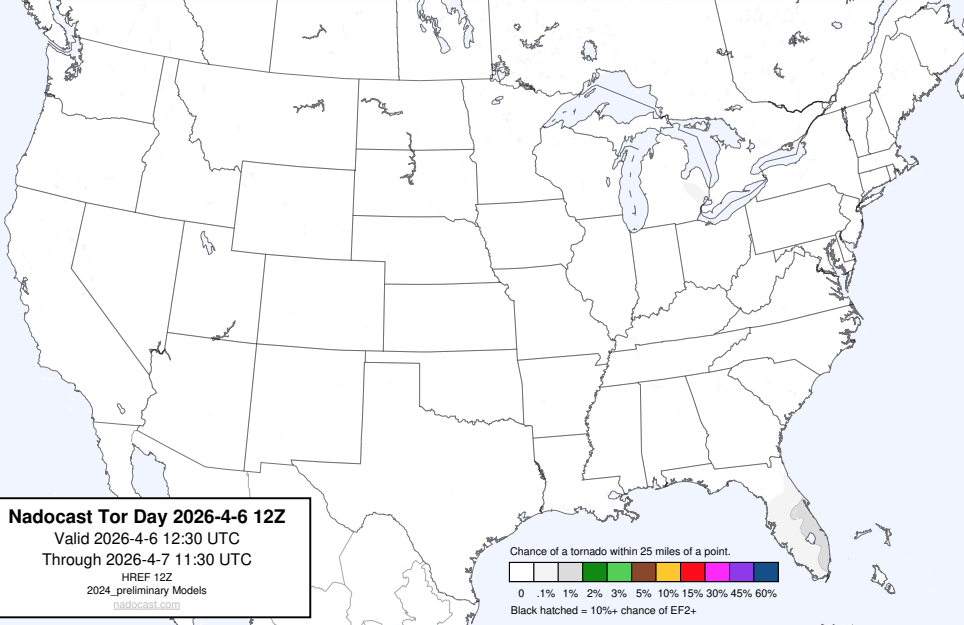 Nadocast Tor Day 2026-4-6 12Z
Valid 2026-4-6 12:30 UTC
Through 2026-4-7 11:30 UTC
HREF 12Z
2024_preliminary Models
nadocast.com
Chance of a tornado within 25 miles of a point.
0 .1% 1% 2% 3% 5% 10% 15% 30% 45% 60%
Black hatched = 10%+ chance of EF2+